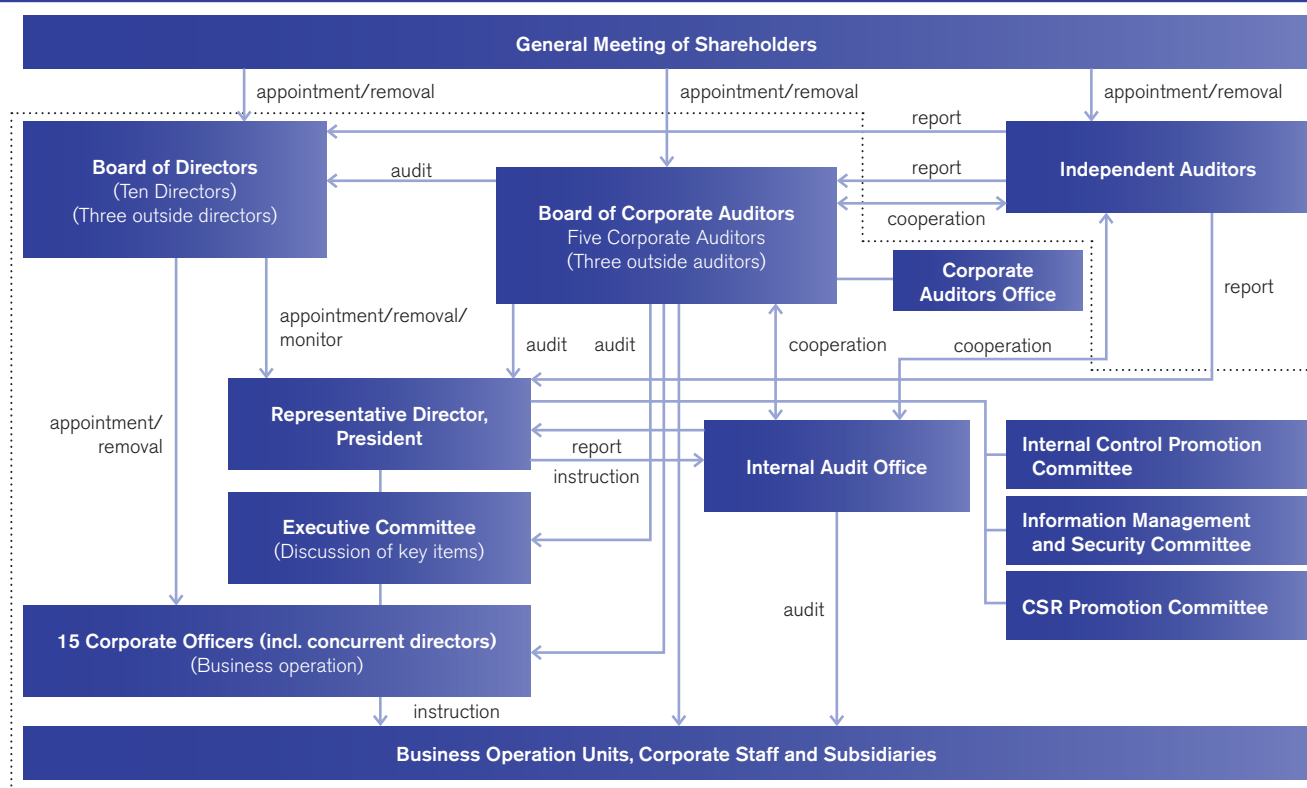 General Meeting of Shareholders
appointment/removal
appointment/removal
appointment/removal
report
Board of Directors
(Ten Directors)
(Three outside directors)
audit
Board of Corporate Auditors
Five Corporate Auditors
(Three outside auditors)
report
cooperation
Independent Auditors
Corporate
Auditors Office
report
appointment/removal/
monitor
audit
audit
cooperation
cooperation
appointment/
removal
Representative Director,
President
report
instruction
Internal Audit Office
Internal Control Promotion
Committee
Executive Committee
(Discussion of key items)
Information Management
and Security Committee
CSR Promotion Committee
audit
15 Corporate Officers (incl. concurrent directors)
(Business operation)
instruction
Business Operation Units, Corporate Staff and Subsidiaries